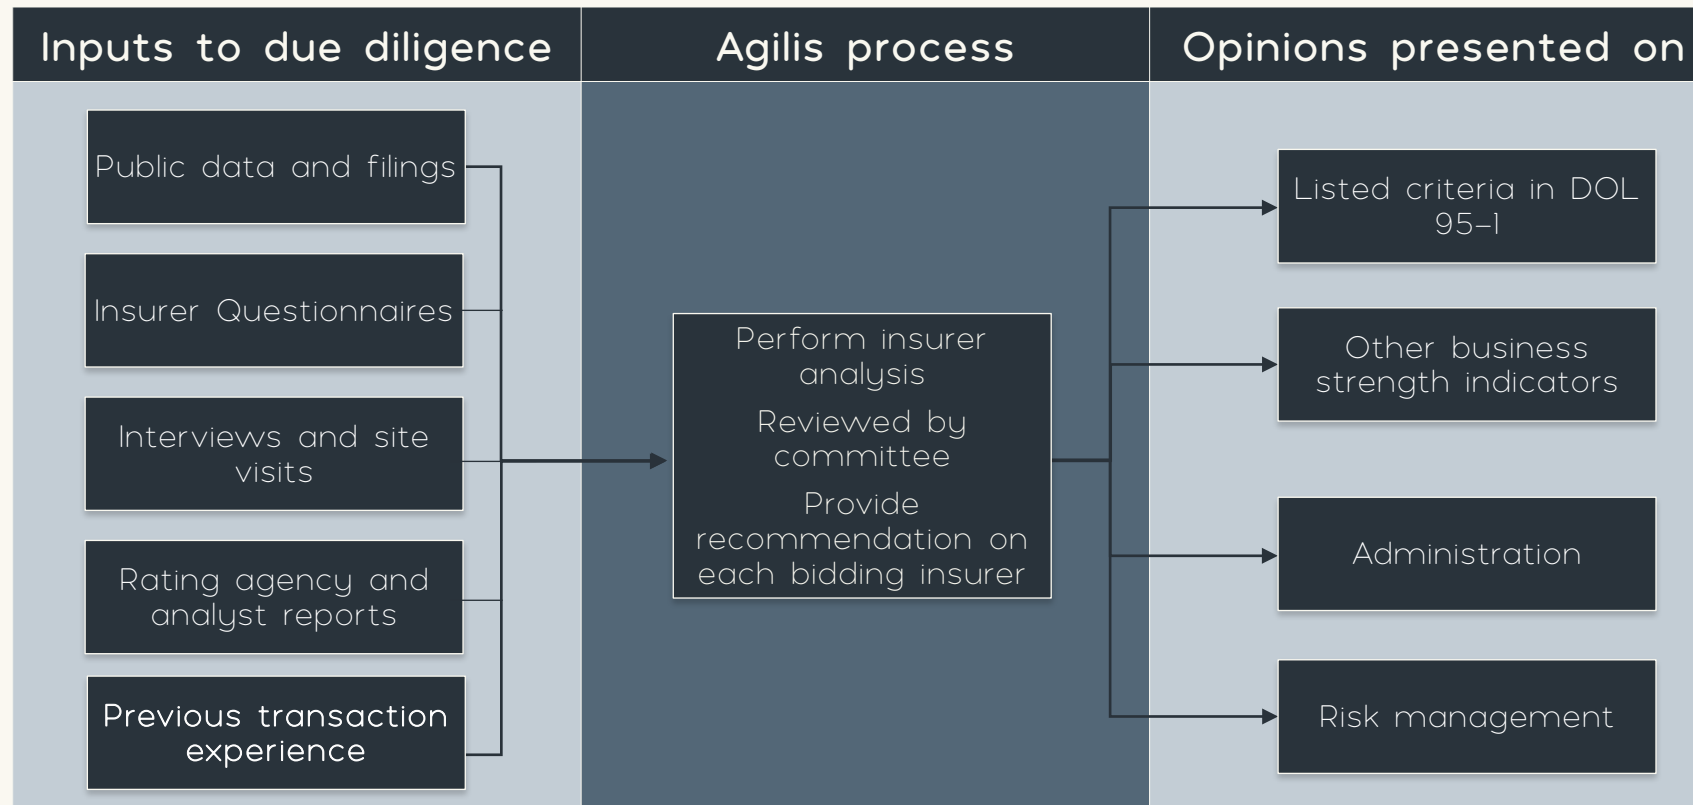 Inputs to due diligence
Agilis process
Opinions presented on
Public data and filings
Insurer Questionnaires
Interviews and site
visits
Rating agency and
analyst reports
Previous transaction
experience
Perform insurer
analysis
Reviewed by
committee
Provide
recommendation on
each bidding insurer
Listed criteria in DOL
95-1
Other business
strength indicators
Administration
Risk management